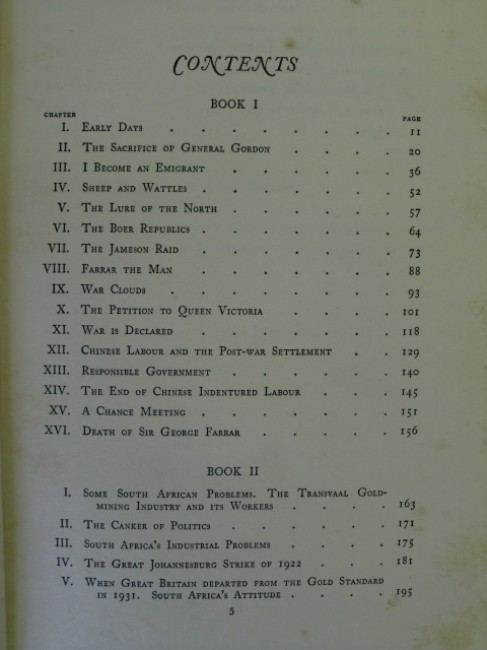 CONTENTS
BOOK I
CHAPTER PAGE
I. Early Days . . . . . . . 11
II. The Sacrifice of General Gordon . . . . 20
III. I Become an Emigrant . . . . . 36
IV. Sheep and Wattles . . . . . . 52
V. The Lure of the North . . . . . 57
VI. The Boer Republics . . . . . . 64
VII. The Jameson Raid . . . . . . 73
VIII. Farrar the Man . . . . . . 88
IX. War Clouds . . . . . . . 93
X. The Petition to Queen Victoria . . . . 101
XI. War is Declared . . . . . . 118
XII. Chinese Labour and the Post-war Settlement . . 129
XIII. Responsible Government . . . . . 140
XIV. The End of Chinese Indentured Labour . . . 145
XV. A Chance Meeting . . . . . . 151
XVI. Death of Sir George Farrar . . . . . 156
BOOK II
I. Some South African Problems. The Transvaal Gold-
mining Industry and its Workers . . . . 163
II. The Canker of Politics . . . . . . 171
III. South Africa's Industrial Problems . . . . 175
IV. The Great Johannesburg Strike of 1922 . . . 181
V. When Great Britain departed from the Gold Standard
in 1931. South Africa's Attitude . . . . 195
5